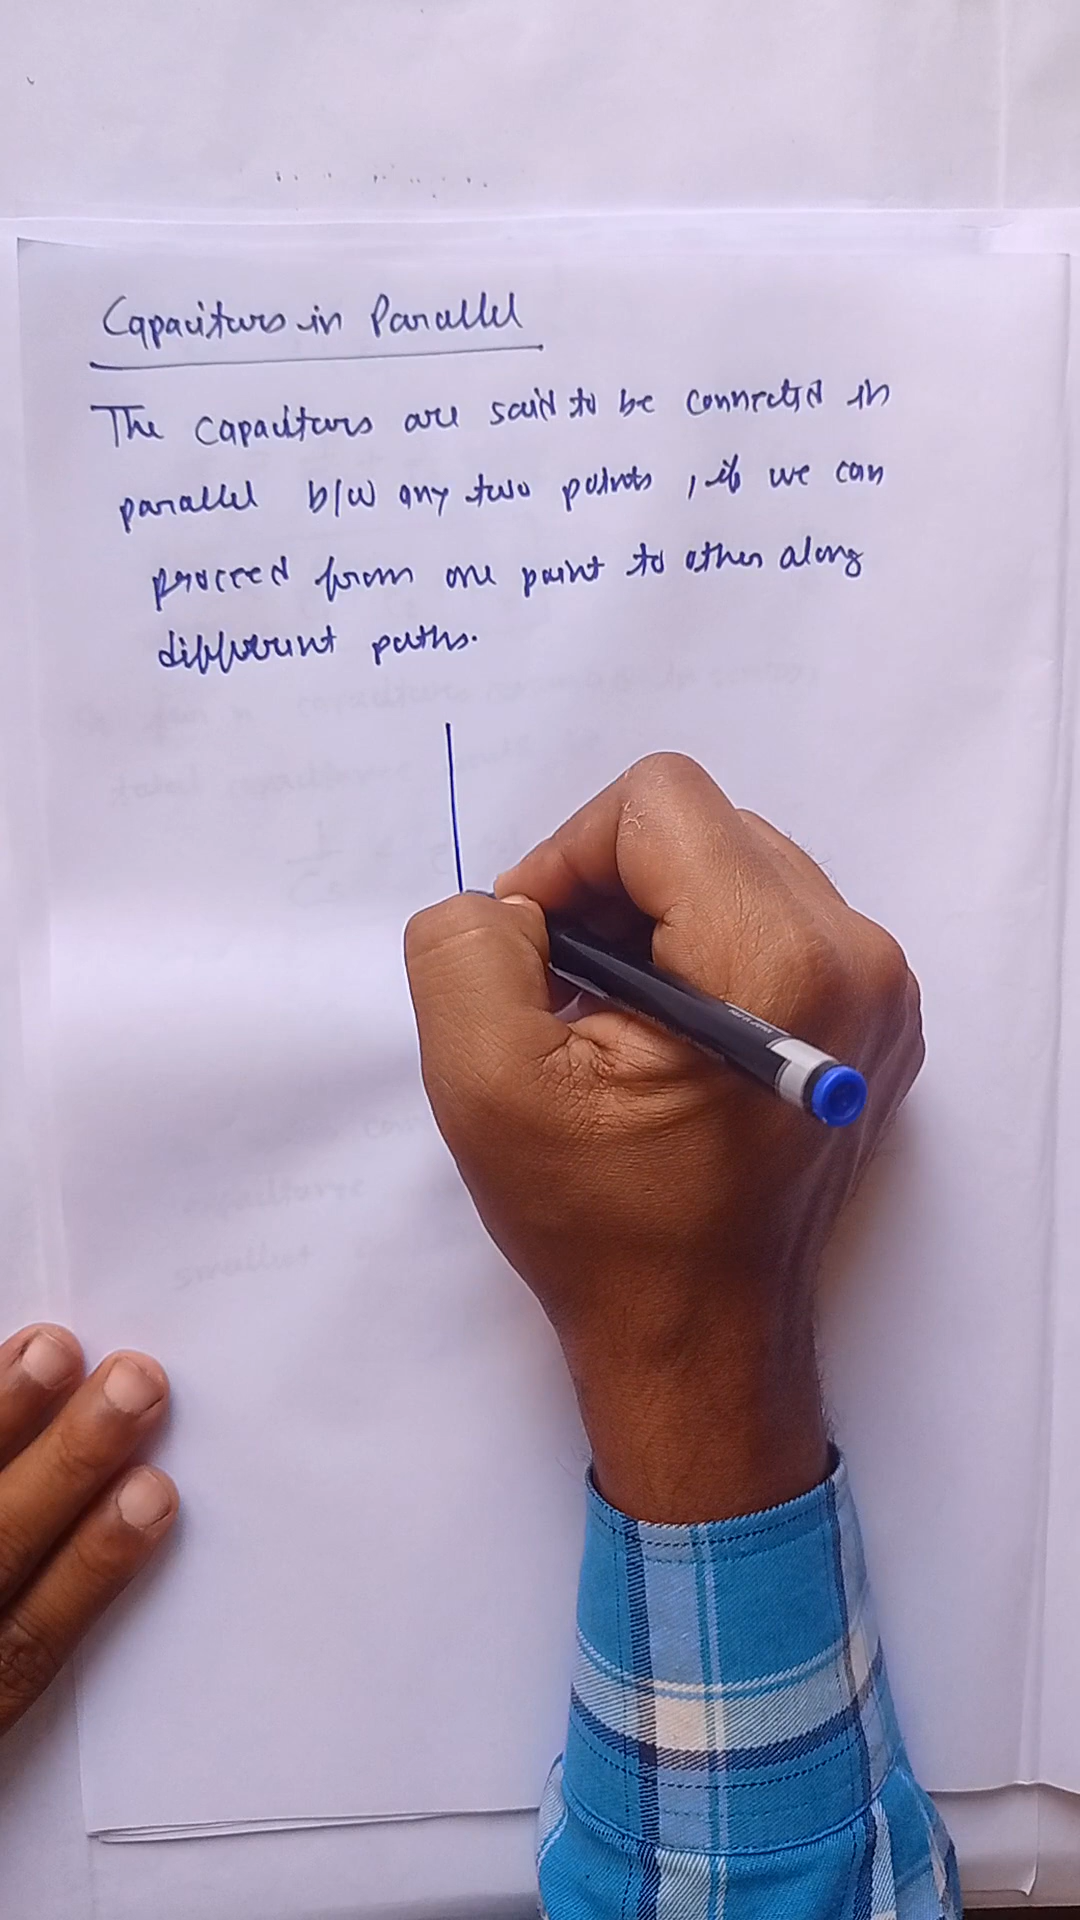 Capacitors in Parallel
The capacitors are said to be connected in
parallel b/w any two points, if we can
proceed from one point to other along
different paths.